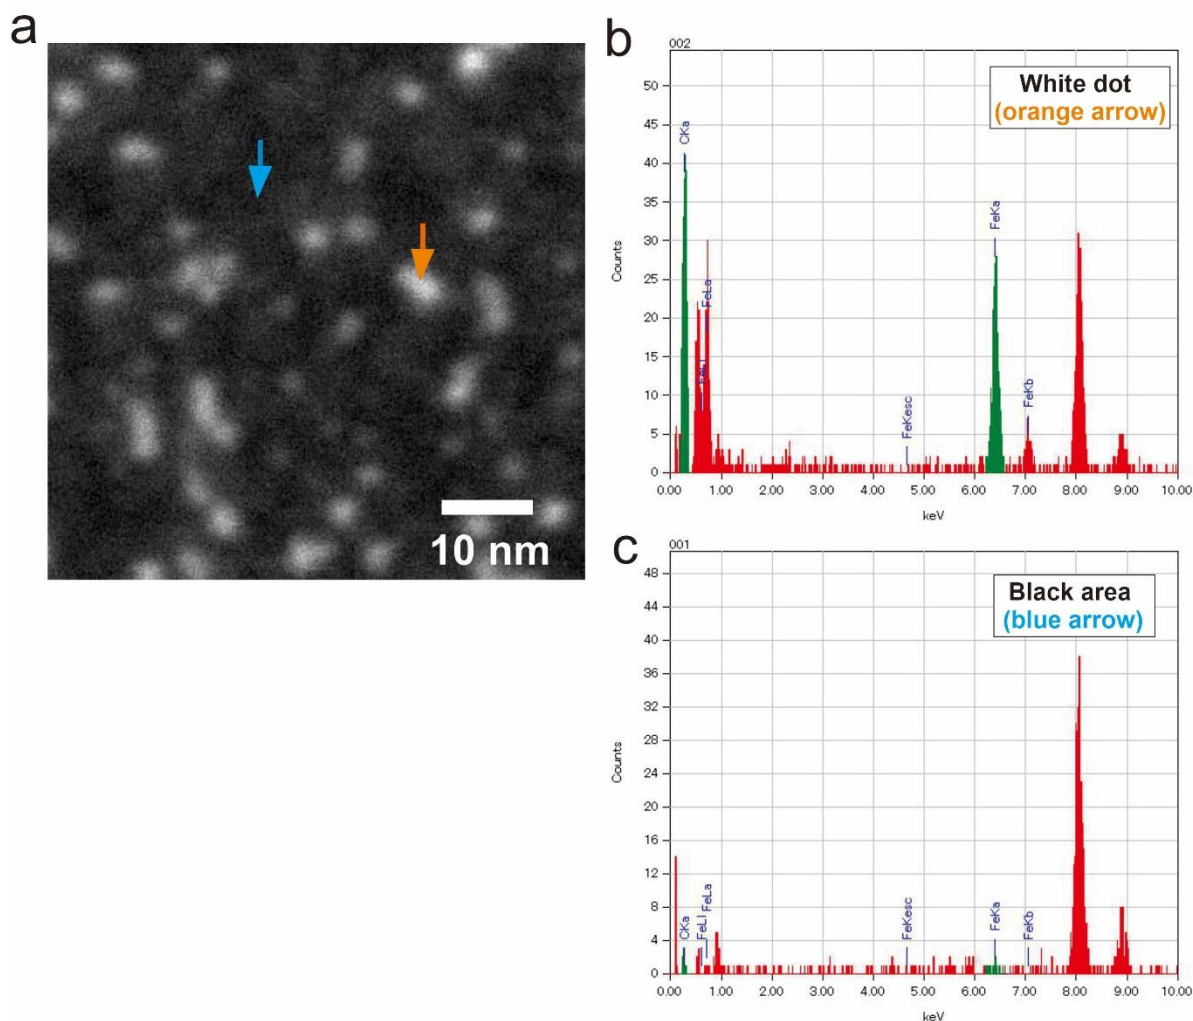 a
10 nm
b
002
White dot
(orange arrow)
50
45
40
35
30
25
20
15
10
5
0
Counts
CKa
FeLl
FeLa
FeKesc
FeKa
FeKb
0.00 1.00 2.00 3.00 4.00 5.00 6.00 7.00 8.00 9.00 10.00
keV
c
001
Black area
(blue arrow)
48
44
40
36
32
28
24
20
16
12
8
4
0
Counts
CKa
FeLl
FeLa
FeKesc
FeKa
FeKb
0.00 1.00 2.00 3.00 4.00 5.00 6.00 7.00 8.00 9.00 10.00
keV